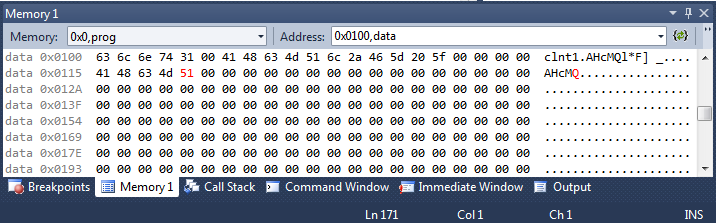 Memory 1
Memory: 0x0,prog Address: 0x0100,data
data 0x0100 63 6c 6e 74 31 00 41 48 63 4d 51 6c 2a 46 5d 20 5f 00 00 00 00 clnt1.AHcMQl*F] _....
data 0x0115 41 48 63 4d 51 00 00 00 00 00 00 00 00 00 00 00 00 00 00 00 00 AHcMQ................
data 0x012A 00 00 00 00 00 00 00 00 00 00 00 00 00 00 00 00 00 00 00 00 00 .....................
data 0x013F 00 00 00 00 00 00 00 00 00 00 00 00 00 00 00 00 00 00 00 00 00 .....................
data 0x0154 00 00 00 00 00 00 00 00 00 00 00 00 00 00 00 00 00 00 00 00 00 .....................
data 0x0169 00 00 00 00 00 00 00 00 00 00 00 00 00 00 00 00 00 00 00 00 00 .....................
data 0x017E 00 00 00 00 00 00 00 00 00 00 00 00 00 00 00 00 00 00 00 00 00 .....................
data 0x0193 00 00 00 00 00 00 00 00 00 00 00 00 00 00 00 00 00 00 00 00 00 .....................
Breakpoints Memory 1 Call Stack Command Window Immediate Window Output
Ln 171 Col 1 Ch 1 INS